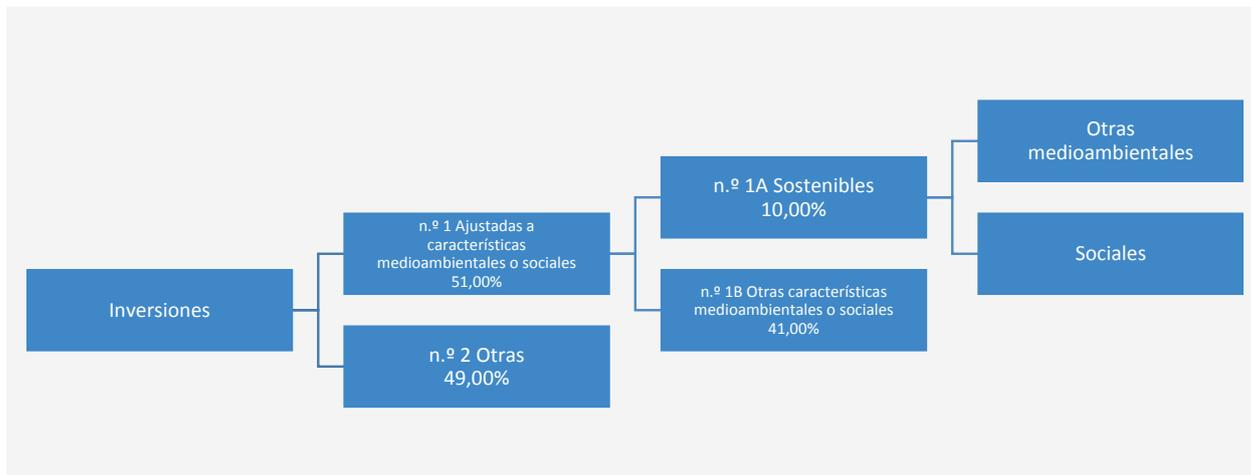 Inversiones
n.º 1 Ajustadas a
características
medioambientales o sociales
51,00%
n.º 2 Otras
49,00%
n.º 1A Sostenibles
10,00%
n.º 1B Otras características
medioambientales o sociales
41,00%
Otras
medioambientales
Sociales